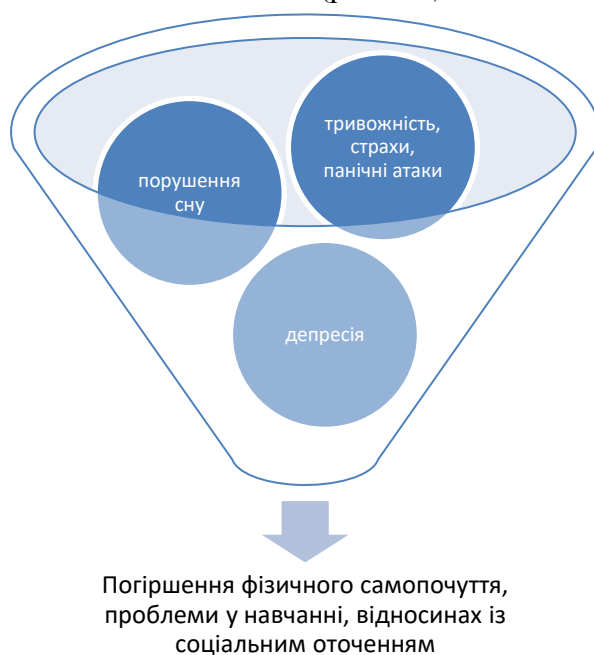 тривожність,
страхи,
панічні атаки
порушення
сну
депресія
Погіршення фізичного самопочуття,
проблеми у навчанні, відносинах із
соціальним оточенням